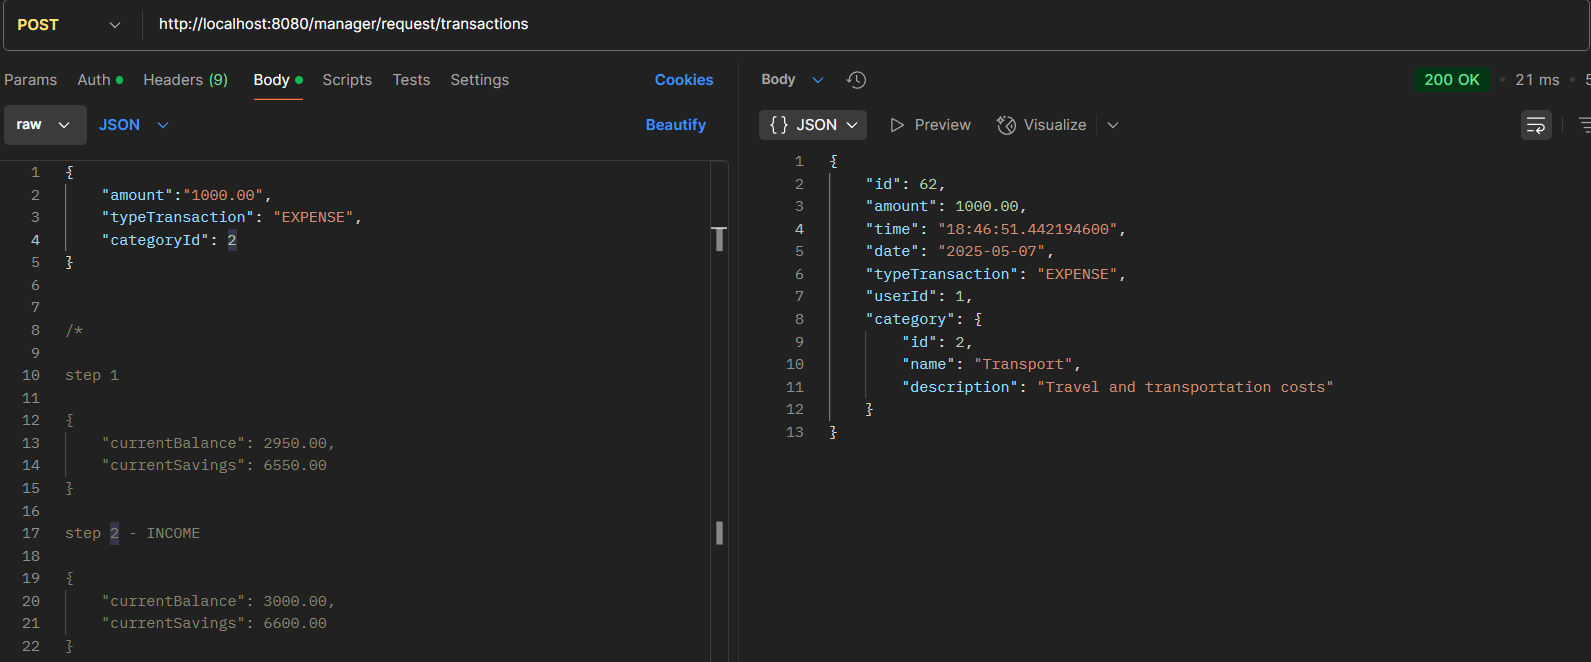 POST http://localhost:8080/manager/request/transactions
Params Auth Headers (9) Body Scripts Tests Settings Cookies
raw JSON Beautify
1 {
2 "amount":"1000.00",
3 "typeTransaction": "EXPENSE",
4 "categoryId": 2
5 }
6
7
8 /*
9
10 step 1
11
12 {
13 "currentBalance": 2950.00,
14 "currentSavings": 6550.00
15 }
16
17 step 2 - INCOME
18
19 {
20 "currentBalance": 3000.00,
21 "currentSavings": 6600.00
22 }
Body 200 OK • 21 ms •
{} JSON Preview Visualize
1 {
2 "id": 62,
3 "amount": 1000.00,
4 "time": "18:46:51.442194600",
5 "date": "2025-05-07",
6 "typeTransaction": "EXPENSE",
7 "userId": 1,
8 "category": {
9 "id": 2,
10 "name": "Transport",
11 "description": "Travel and transportation costs"
12 }
13 }